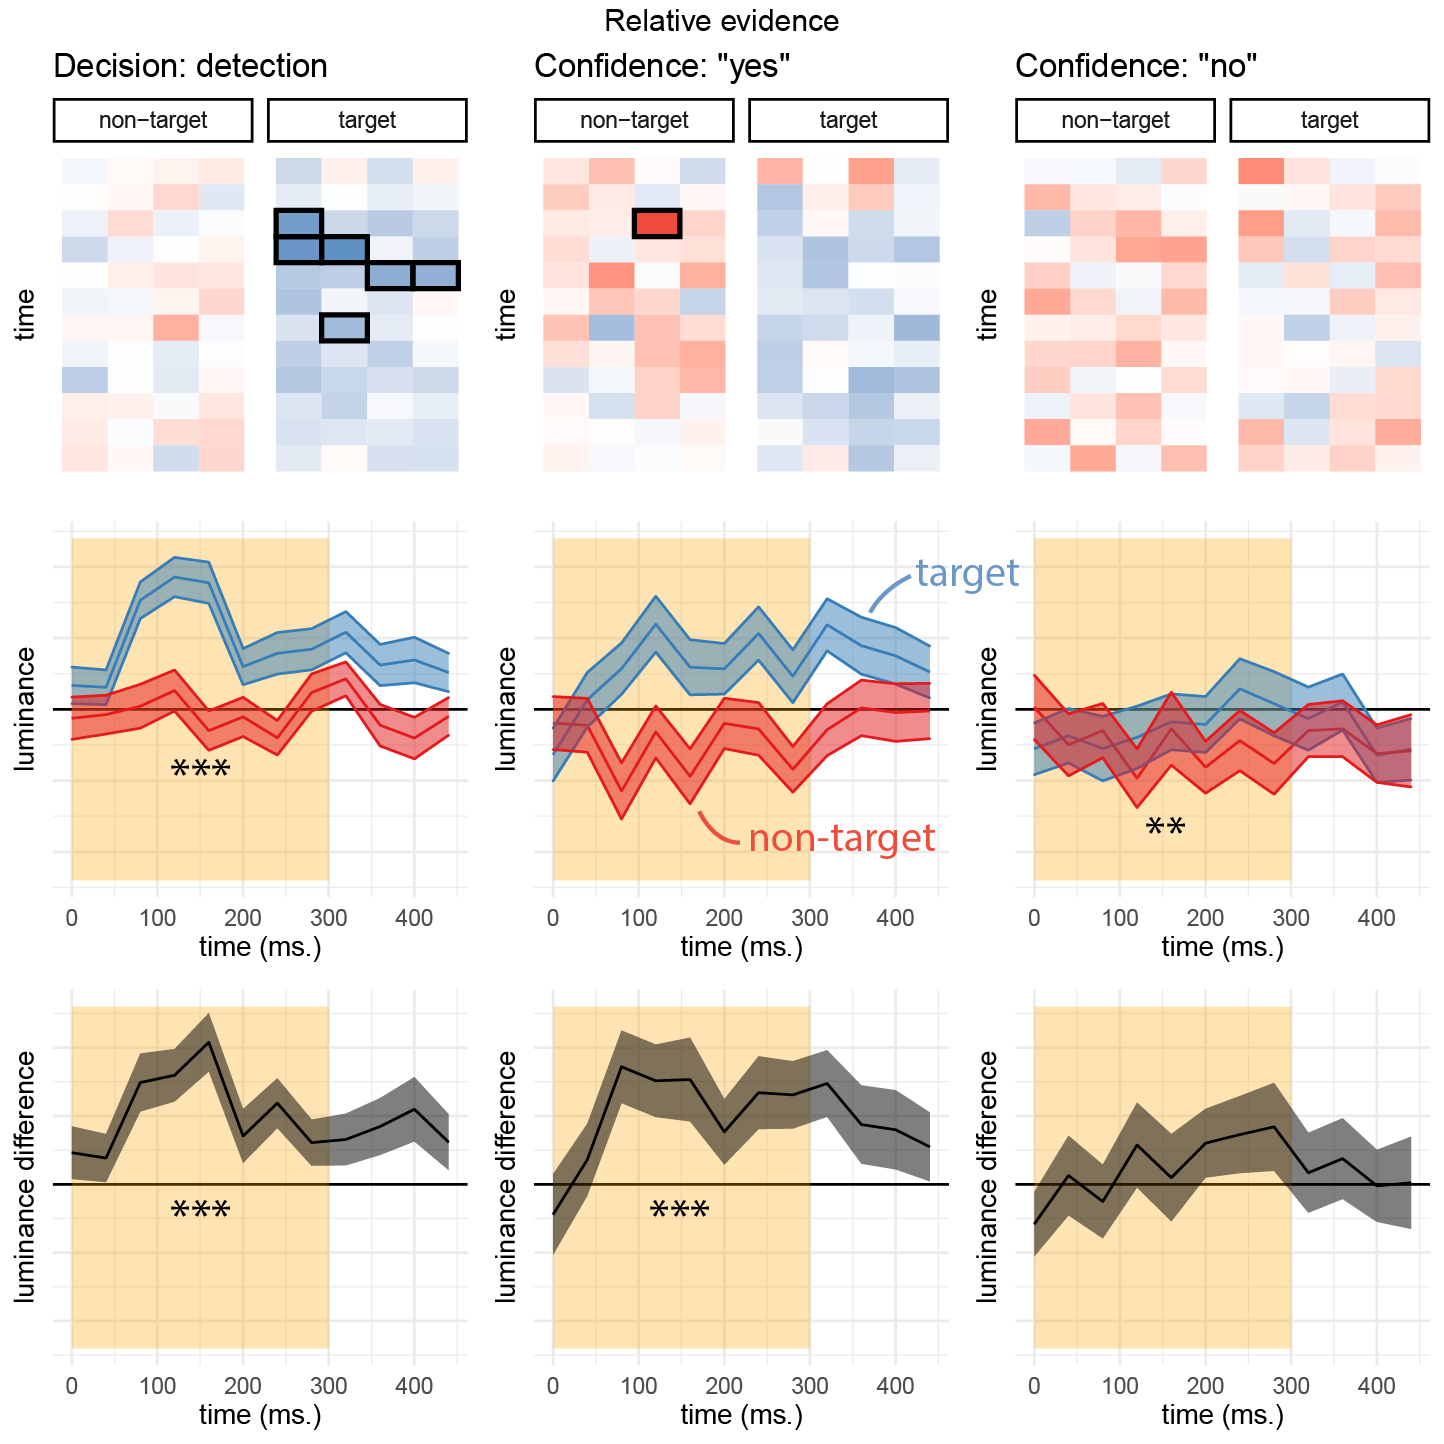 Relative evidence
Decision: detection
Confidence: "yes"
Confidence: "no"
non−target
target
non−target
target
non−target
target
time
time
time
luminance
luminance
luminance
target
non-target
***
**
0 100 200 300 400
0 100 200 300 400
0 100 200 300 400
time (ms.)
time (ms.)
time (ms.)
luminance difference
luminance difference
luminance difference
***
***
0 100 200 300 400
0 100 200 300 400
0 100 200 300 400
time (ms.)
time (ms.)
time (ms.)